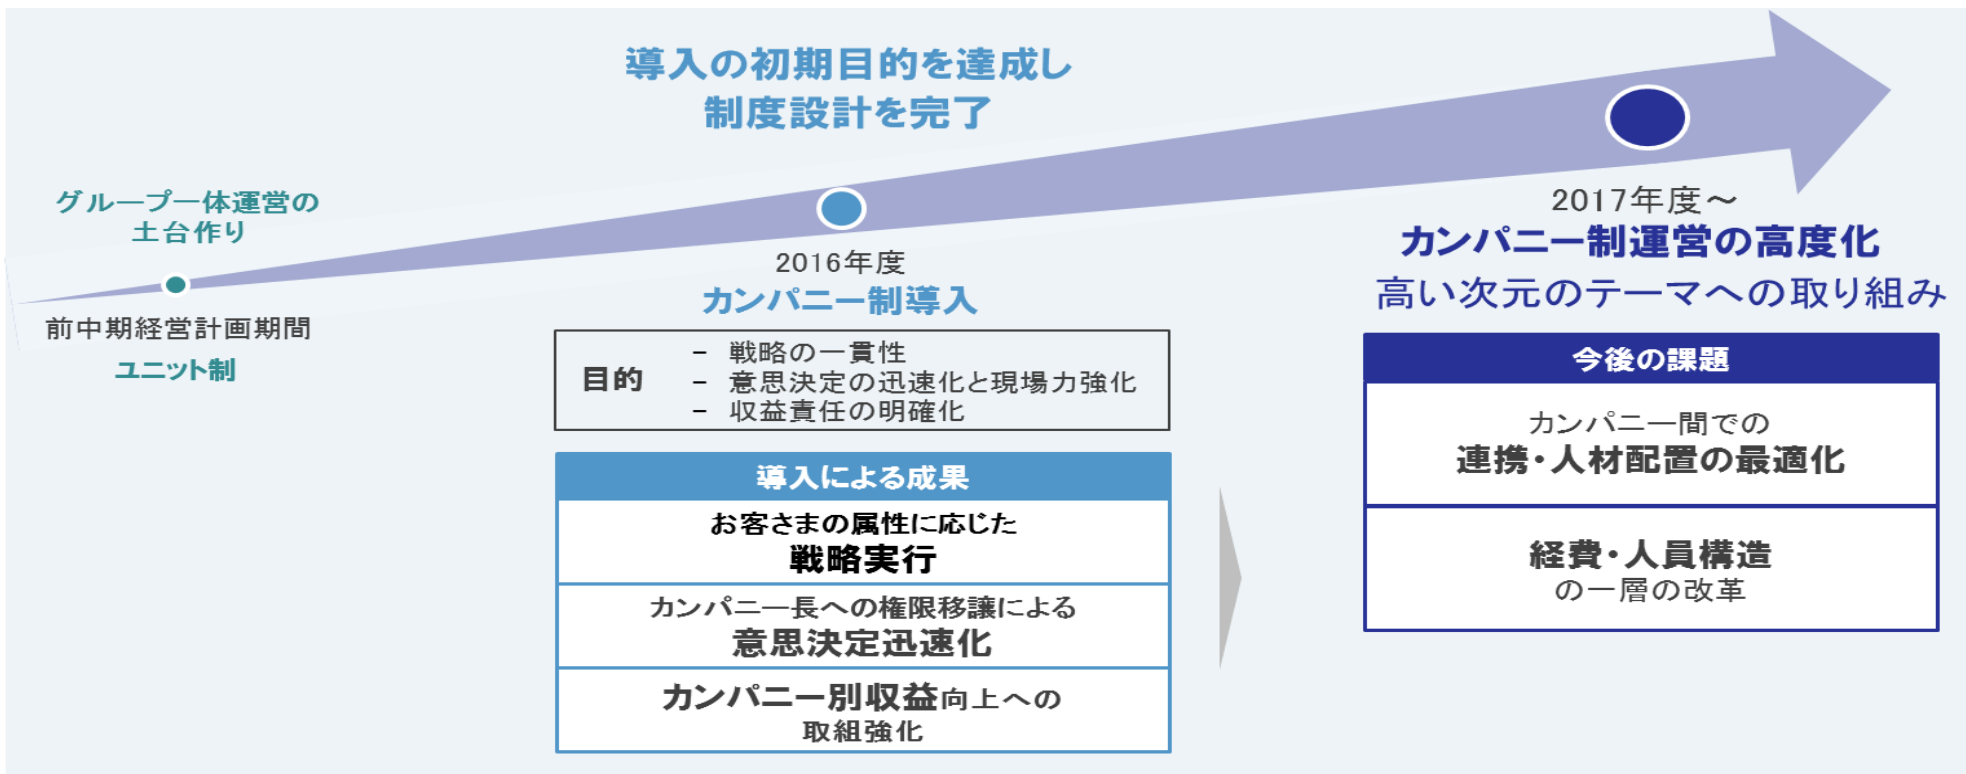 導入の初期目的を達成し
制度設計を完了
グループ一体運営の
土台作り
前中期経営計画期間
ユニット制
2016年度
カンパニー制導入
目的
- 戦略の一貫性
- 意思決定の迅速化と現場力強化
- 収益責任の明確化
導入による成果
お客さまの属性に応じた
戦略実行
カンパニー長への権限移譲による
意思決定迅速化
カンパニー別収益向上への
取組強化
2017年度～
カンパニー制運営の高度化
高い次元のテーマへの取り組み
今後の課題
カンパニー間での
連携・人材配置の最適化
経費・人員構造
の一層の改革